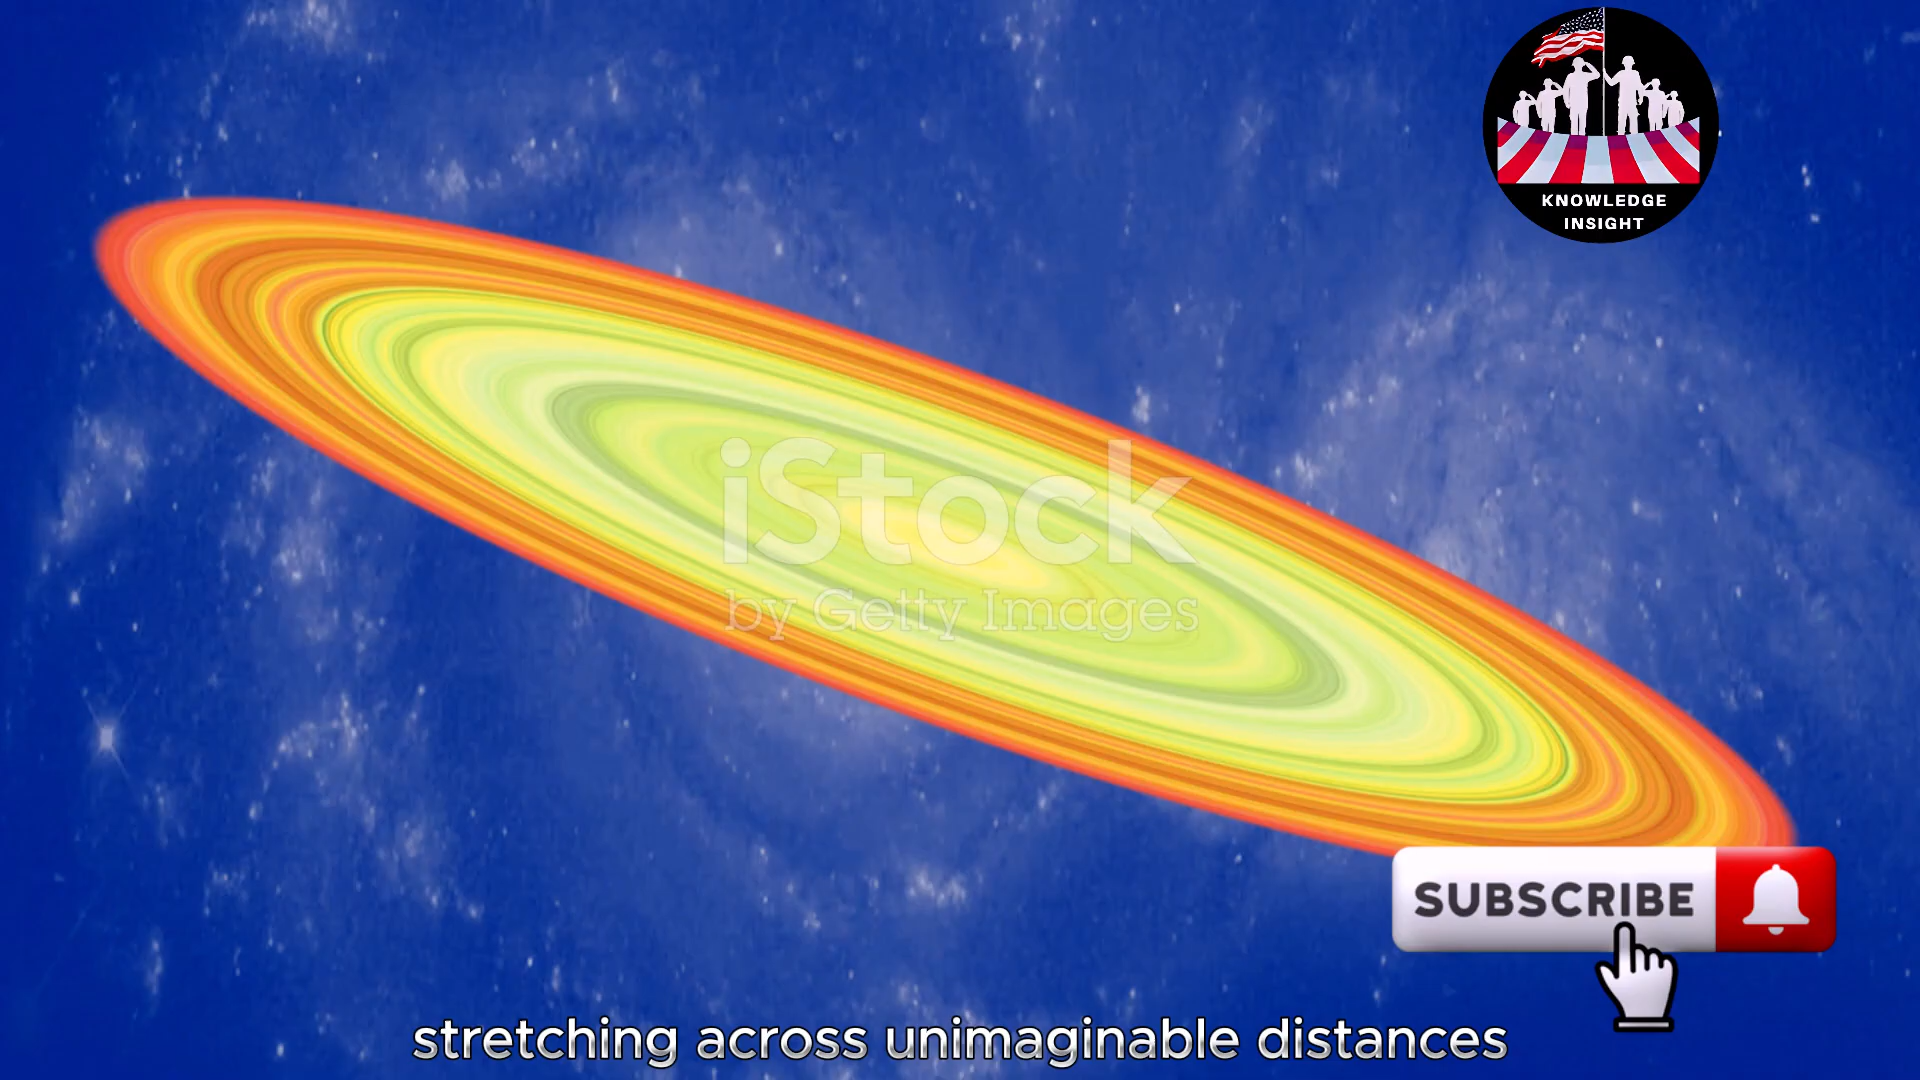 KNOWLEDGE
INSIGHT
iStock
by Getty Images
SUBSCRIBE
stretching across unimaginable distances